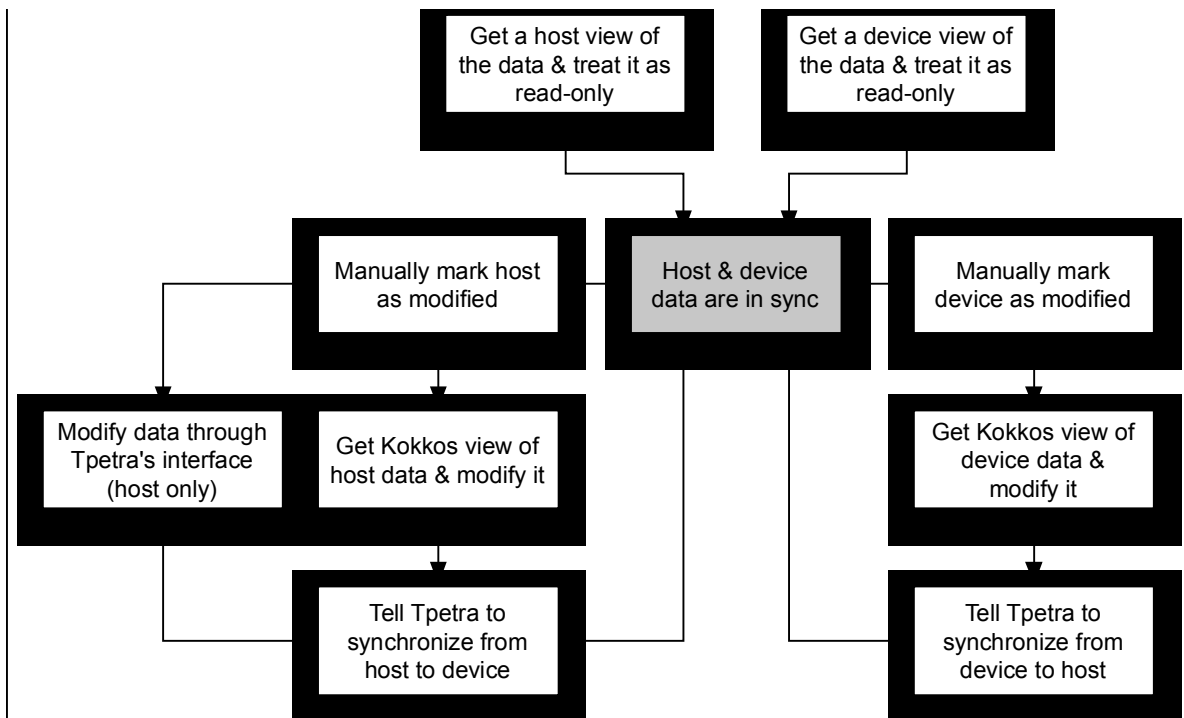 Get a host view of
the data & treat it as
read-only
Get a device view of
the data & treat it as
read-only
Manually mark host
as modified
Host & device
data are in sync
Manually mark
device as modified
Modify data through
Tpetra's interface
(host only)
Get Kokkos view of
host data & modify it
Get Kokkos view of
device data &
modify it
Tell Tpetra to
synchronize from
host to device
Tell Tpetra to
synchronize from
device to host